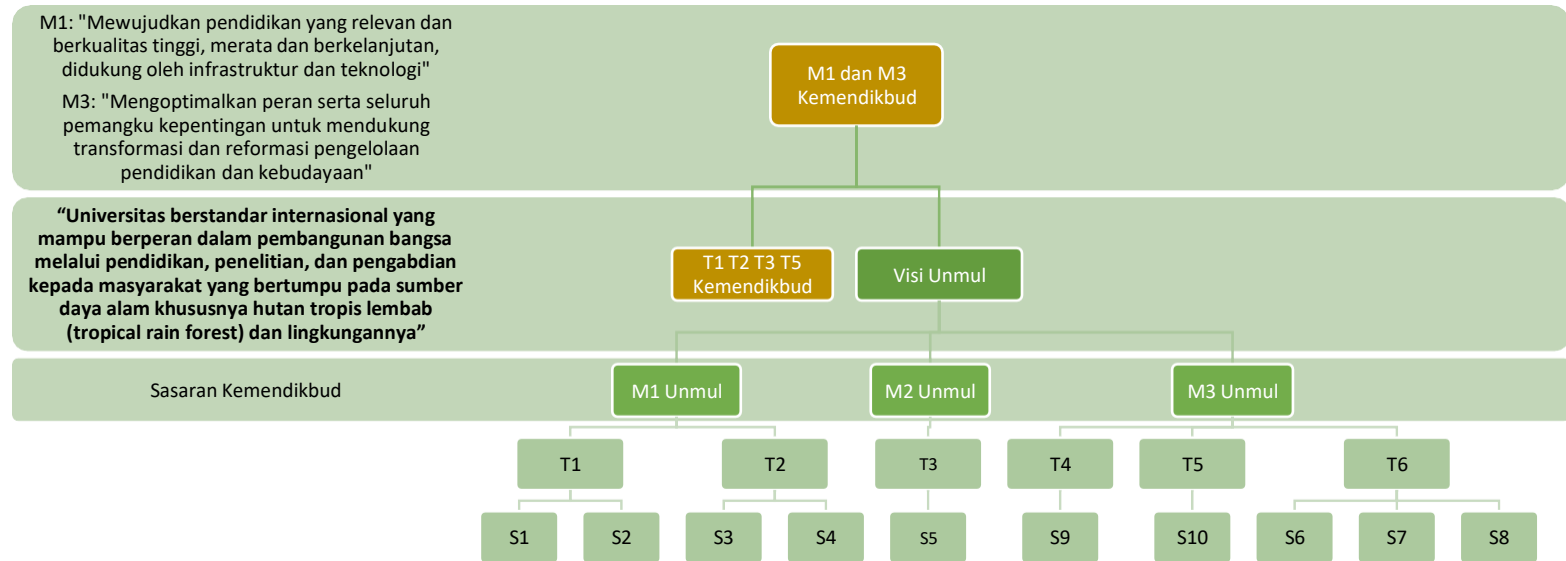 M1: "Mewujudkan pendidikan yang relevan dan
berkualitas tinggi, merata dan berkelanjutan,
didukung oleh infrastruktur dan teknologi"
M3: "Mengoptimalkan peran serta seluruh
pemangku kepentingan untuk mendukung
transformasi dan reformasi pengelolaan
pendidikan dan kebudayaan"
M1 dan M3
Kemendikbud
“Universitas berstandar internasional yang
mampu berperan dalam pembangunan bangsa
melalui pendidikan, penelitian, dan pengabdian
kepada masyarakat yang bertumpu pada sumber
daya alam khususnya hutan tropis lembab
(tropical rain forest) dan lingkungannya”
T1 T2 T3 T5
Kemendikbud
Visi Unmul
Sasaran Kemendikbud
M1 Unmul
M2 Unmul
M3 Unmul
T1
T2
T3
T4
T5
T6
S1
S2
S3
S4
S5
S9
S10
S6
S7
S8